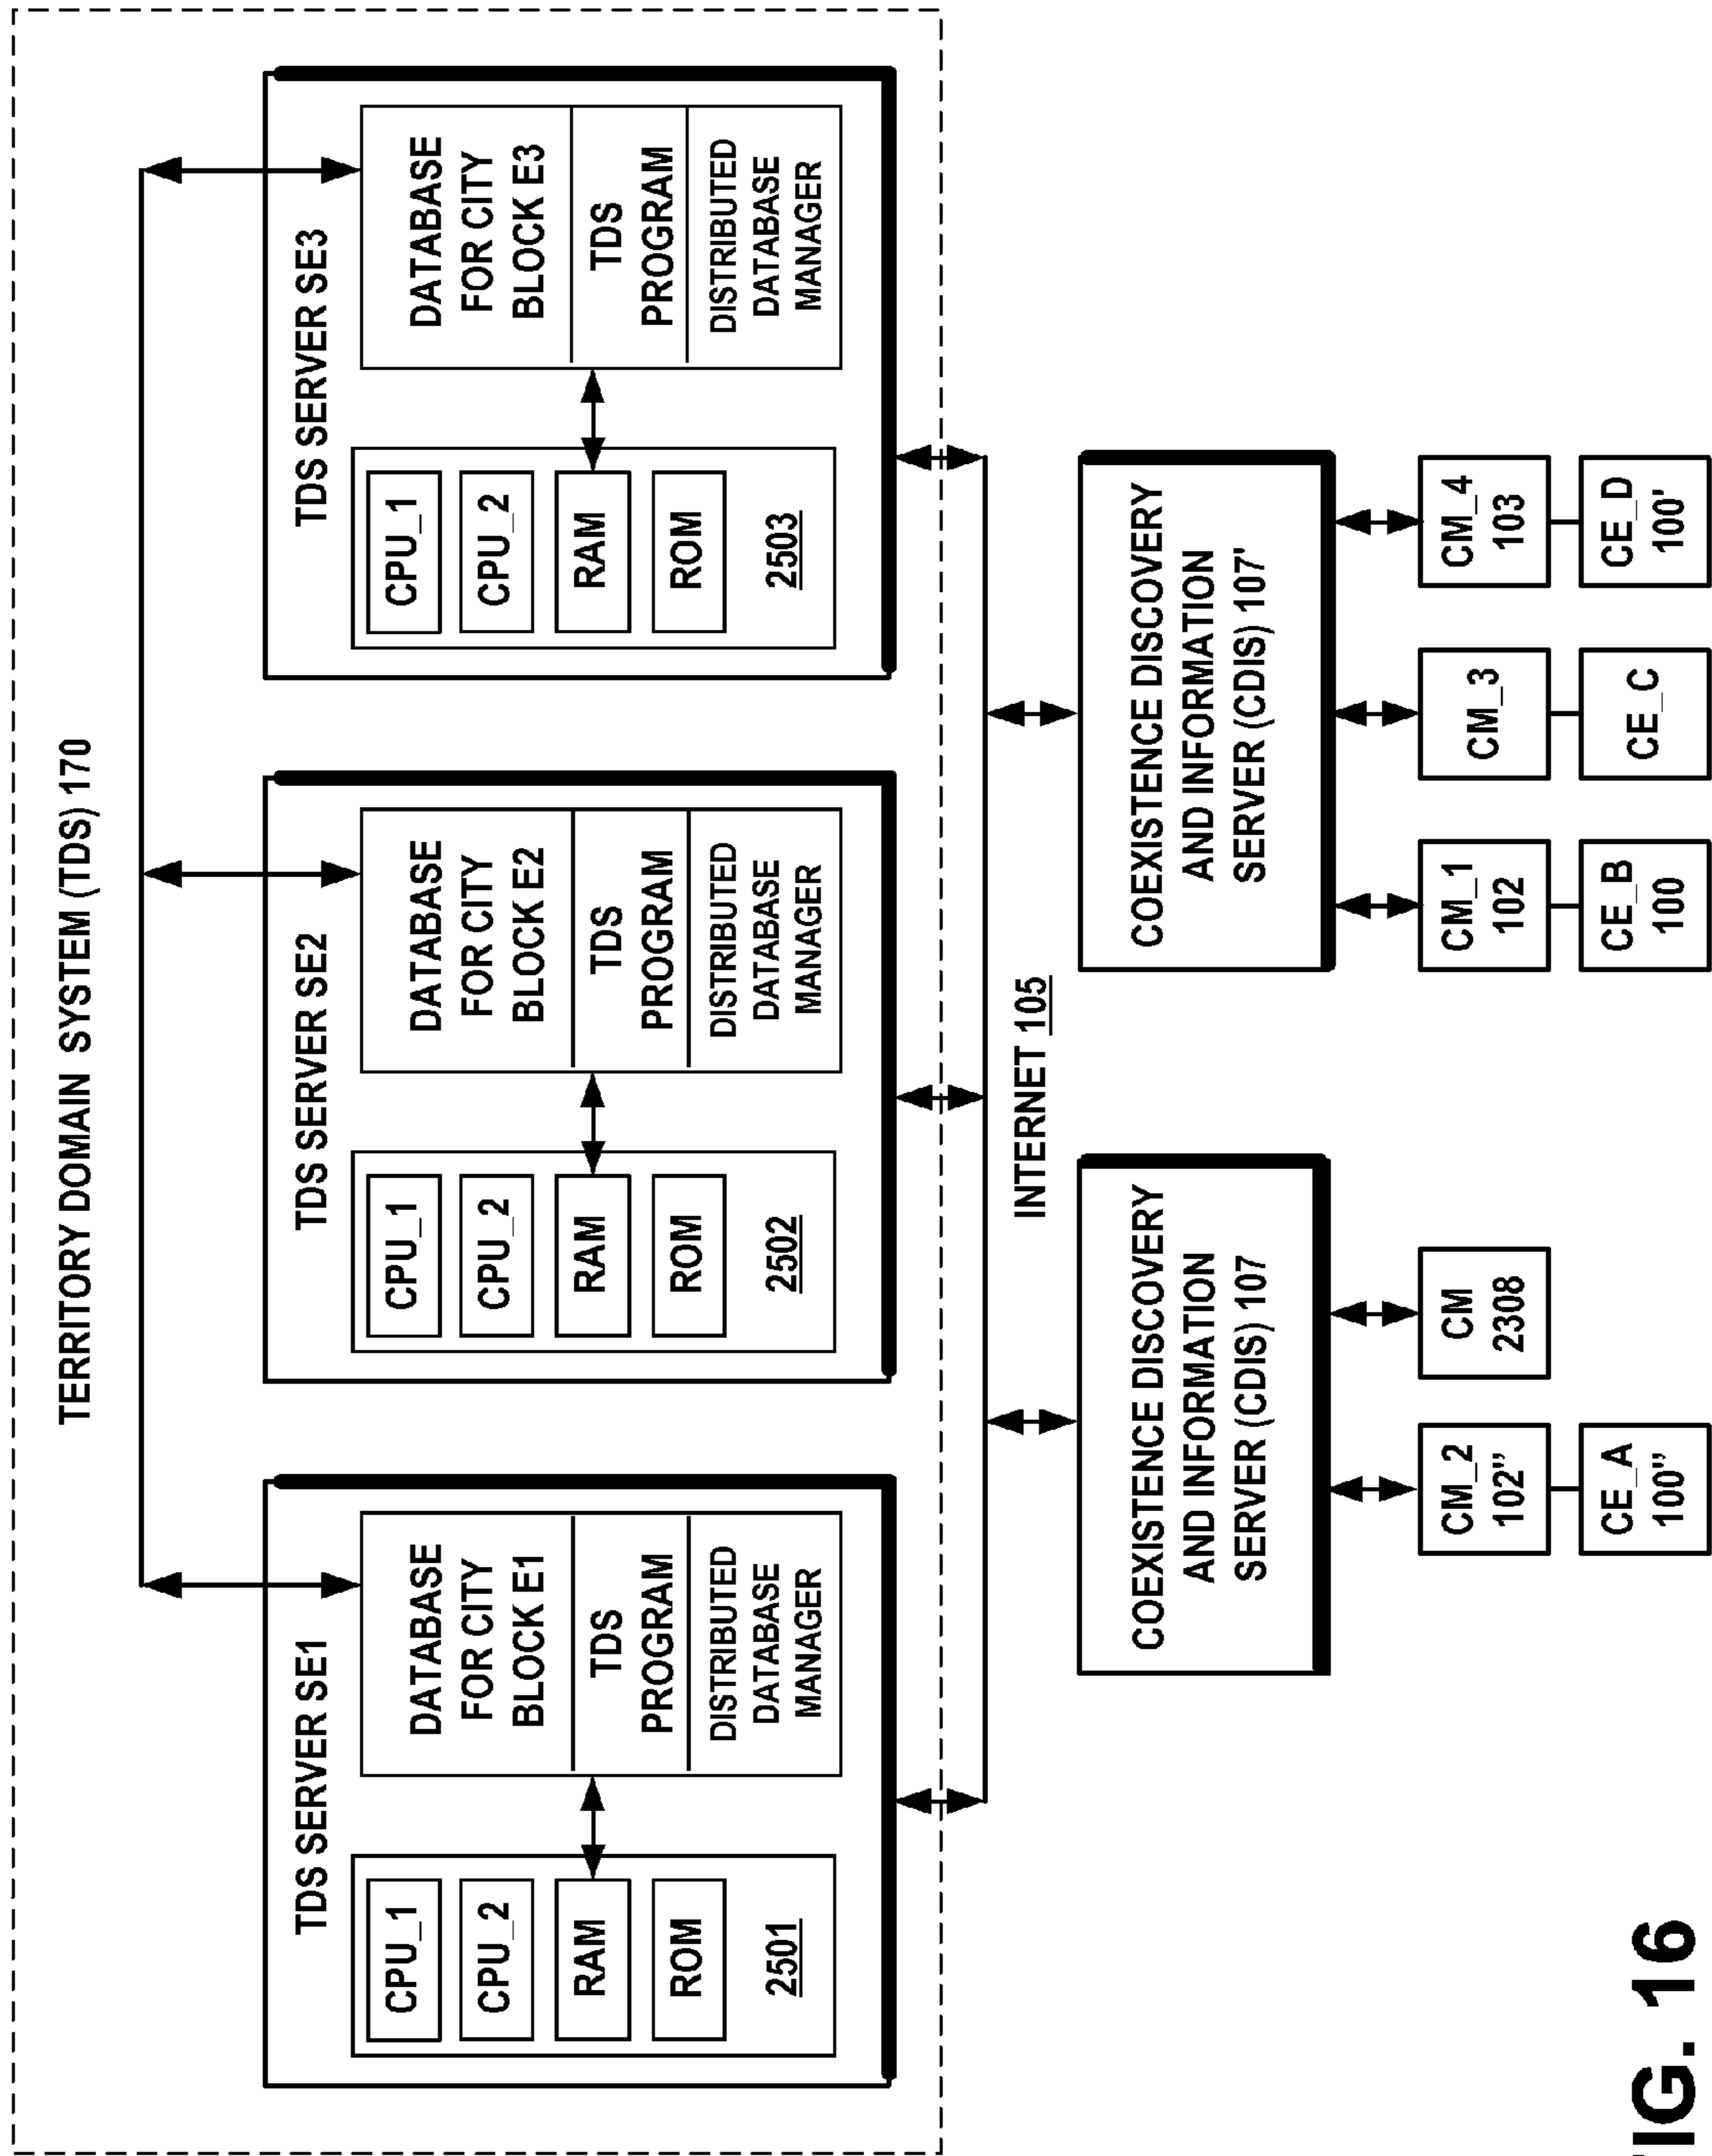 TERRITORY DOMAIN SYSTEM (TDS) 170
TDS SERVER SE1
CPU_1
CPU_2
RAM
ROM
2501
DATABASE
FOR CITY
BLOCK E1
TDS
PROGRAM
DISTRIBUTED
DATABASE
MANAGER
TDS SERVER SE2
CPU_1
CPU_2
RAM
ROM
2502
DATABASE
FOR CITY
BLOCK E2
TDS
PROGRAM
DISTRIBUTED
DATABASE
MANAGER
TDS SERVER SE3
CPU_1
CPU_2
RAM
ROM
2503
DATABASE
FOR CITY
BLOCK E3
TDS
PROGRAM
DISTRIBUTED
DATABASE
MANAGER
INTERNET 105
COEXISTENCE DISCOVERY
AND INFORMATION
SERVER (CDIS) 107
CM_2
102”
CE_A
100”
CM
2308
COEXISTENCE DISCOVERY
AND INFORMATION
SERVER (CDIS) 107'
CM_1
102
CE_B
100
CM_3
CE_C
CM_4
103
CE_D
100'
IG. 16